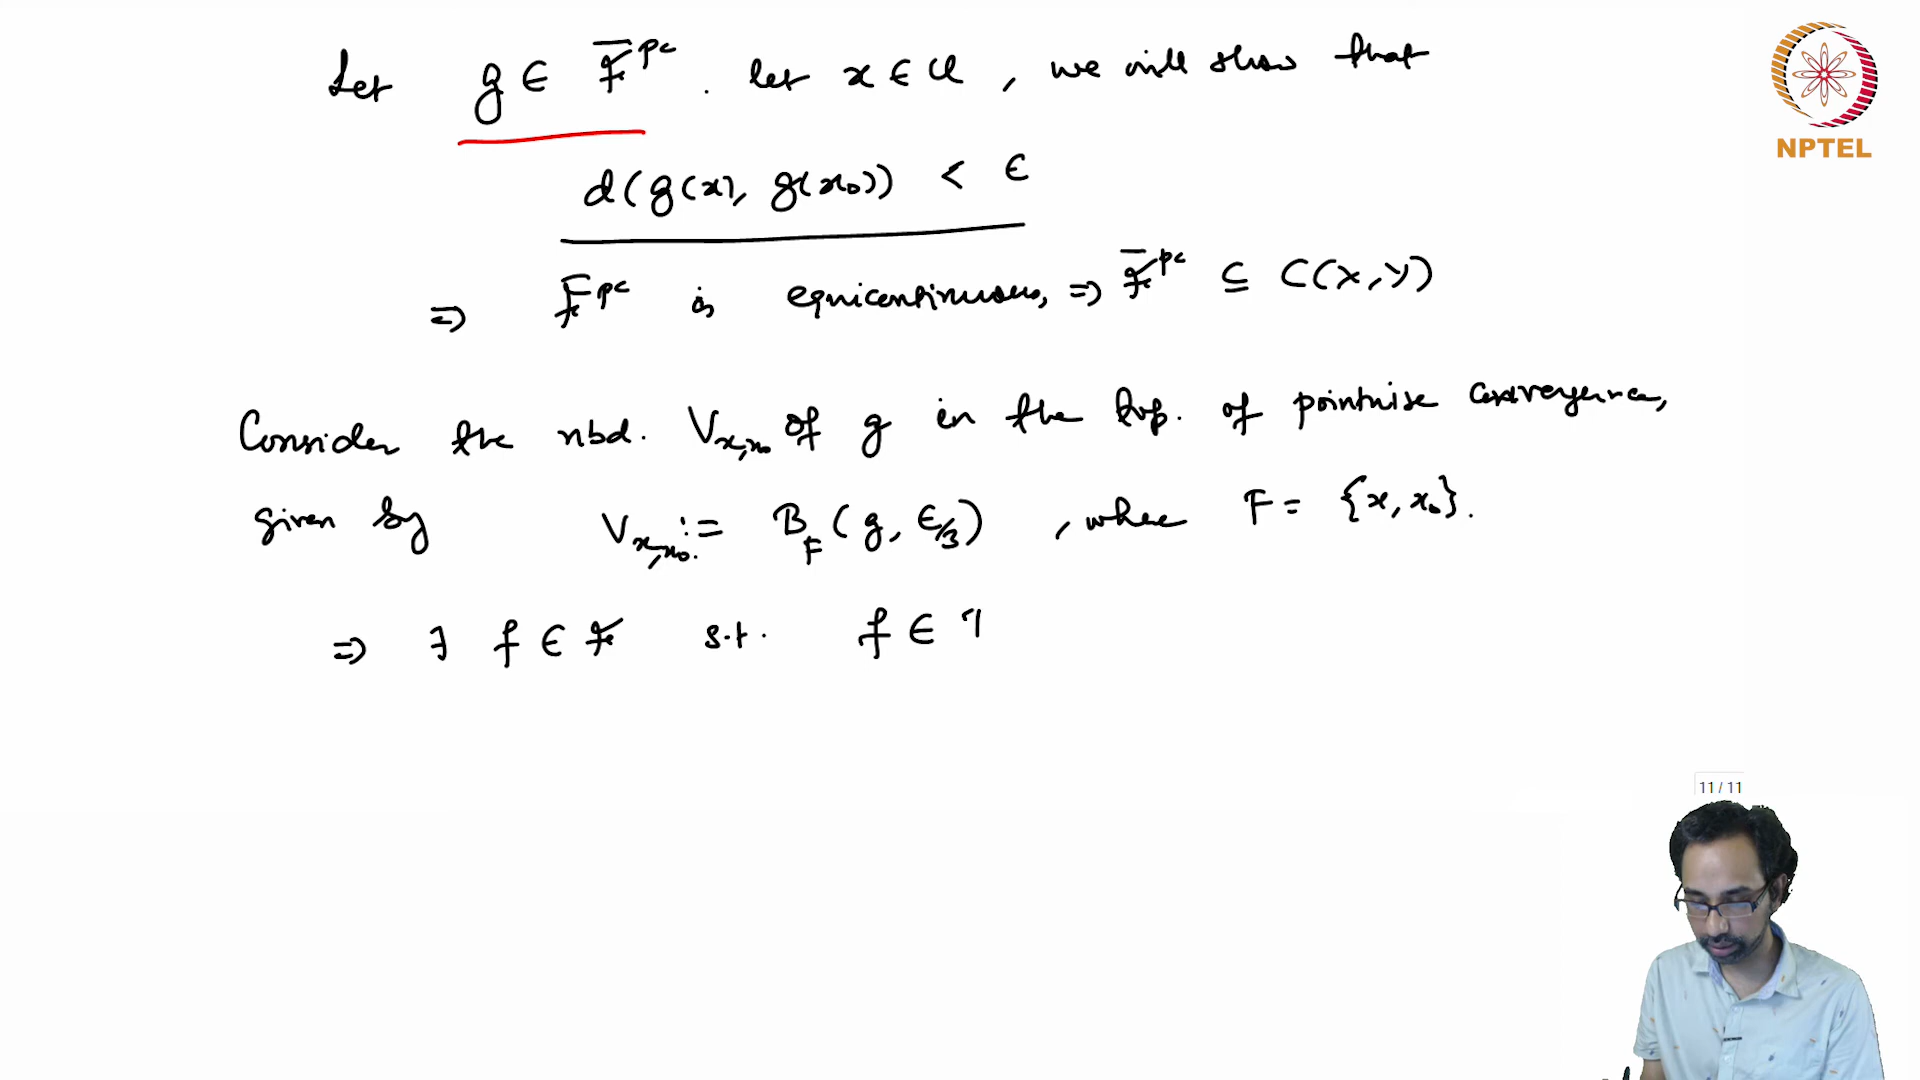 Let g ∈ F̅^pc . let x ∈ U , we will show that
NPTEL
d(g(x), g(x₀)) < ϵ
⇒ F̅^pc is equicontinuous, ⇒ F̅^pc ⊆ C(X,Y)
Consider the nbd. V_{x,x₀} of g in the top. of pointwise convergence,
given by V_{x,x₀} := B_F(g, ϵ/3) , where F = {x, x₀}.
⇒ ∃ f ∈ F s.t. f ∈
11 / 11